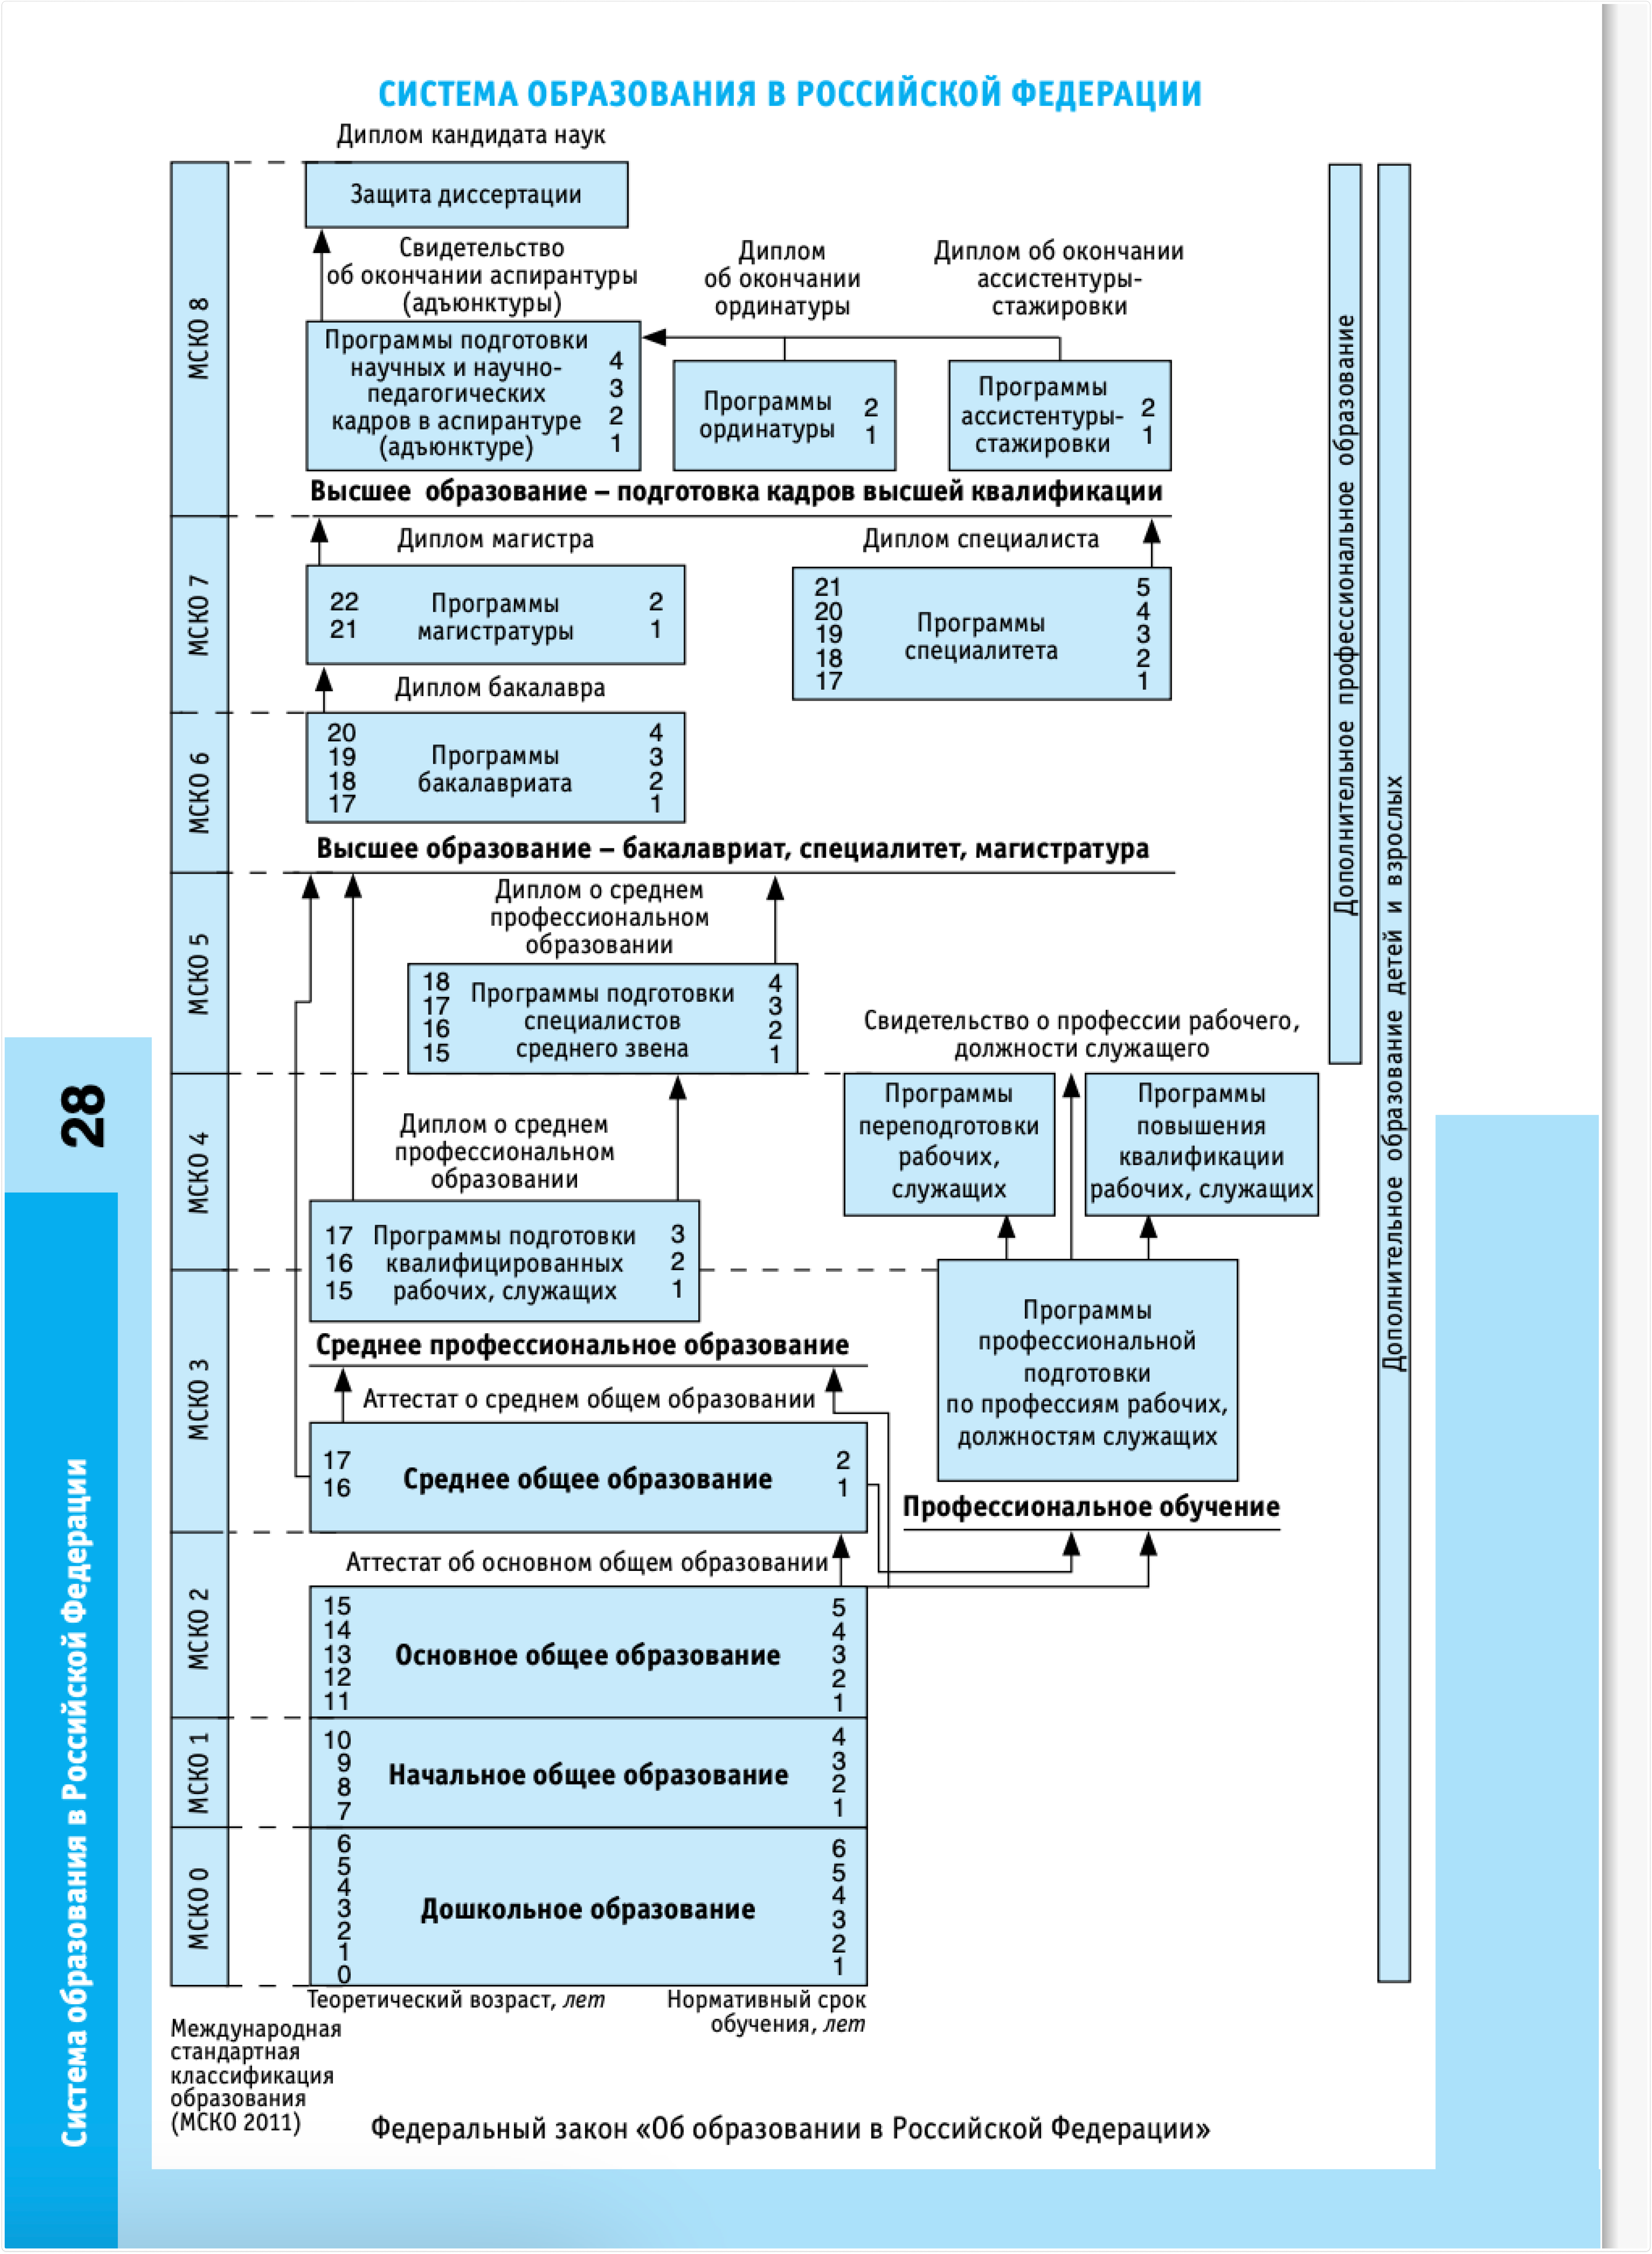 СИСТЕМА ОБРАЗОВАНИЯ В РОССИЙСКОЙ ФЕДЕРАЦИИ
Диплом кандидата наук
Защита диссертации
Свидетельство
об окончании аспирантуры
(адъюнктуры)
Диплом
об окончании
ординатуры
Диплом об окончании
ассистентуры-
стажировки
МСКО 8
Программы подготовки
научных и научно-
педагогических
кадров в аспирантуре
(адъюнктуре)
4
3
2
1
Программы
ординатуры
2
1
Программы
ассистентуры-
стажировки
2
1
Высшее образование – подготовка кадров высшей квалификации
МСКО 7
Диплом магистра
22
21
Программы
магистратуры
2
1
Диплом специалиста
21
20
19
18
17
Программы
специалитета
5
4
3
2
1
Диплом бакалавра
МСКО 6
20
19
18
17
Программы
бакалавриата
4
3
2
1
Высшее образование – бакалавриат, специалитет, магистратура
МСКО 5
Диплом о среднем
профессиональном
образовании
18
17
16
15
Программы подготовки
специалистов
среднего звена
4
3
2
1
Свидетельство о профессии рабочего,
должности служащего
МСКО 4
Диплом о среднем
профессиональном
образовании
Программы
переподготовки
рабочих,
служащих
Программы
повышения
квалификации
рабочих, служащих
17
16
15
Программы подготовки
квалифицированных
рабочих, служащих
3
2
1
Среднее профессиональное образование
Программы
профессиональной
подготовки
по профессиям рабочих,
должностям служащих
Профессиональное обучение
МСКО 3
Аттестат о среднем общем образовании
17
16
Среднее общее образование
2
1
МСКО 2
Аттестат об основном общем образовании
15
14
13
12
11
Основное общее образование
5
4
3
2
1
МСКО 1
10
9
8
7
Начальное общее образование
4
3
2
1
МСКО 0
6
5
4
3
2
1
0
Дошкольное образование
6
5
4
3
2
1
Теоретический возраст, лет
Нормативный срок
обучения, лет
Международная
стандартная
классификация
образования
(МСКО 2011)
Дополнительное профессиональное образование
Дополнительное образование детей и взрослых
Федеральный закон «Об образовании в Российской Федерации»
28
Система образования в Российской Федерации